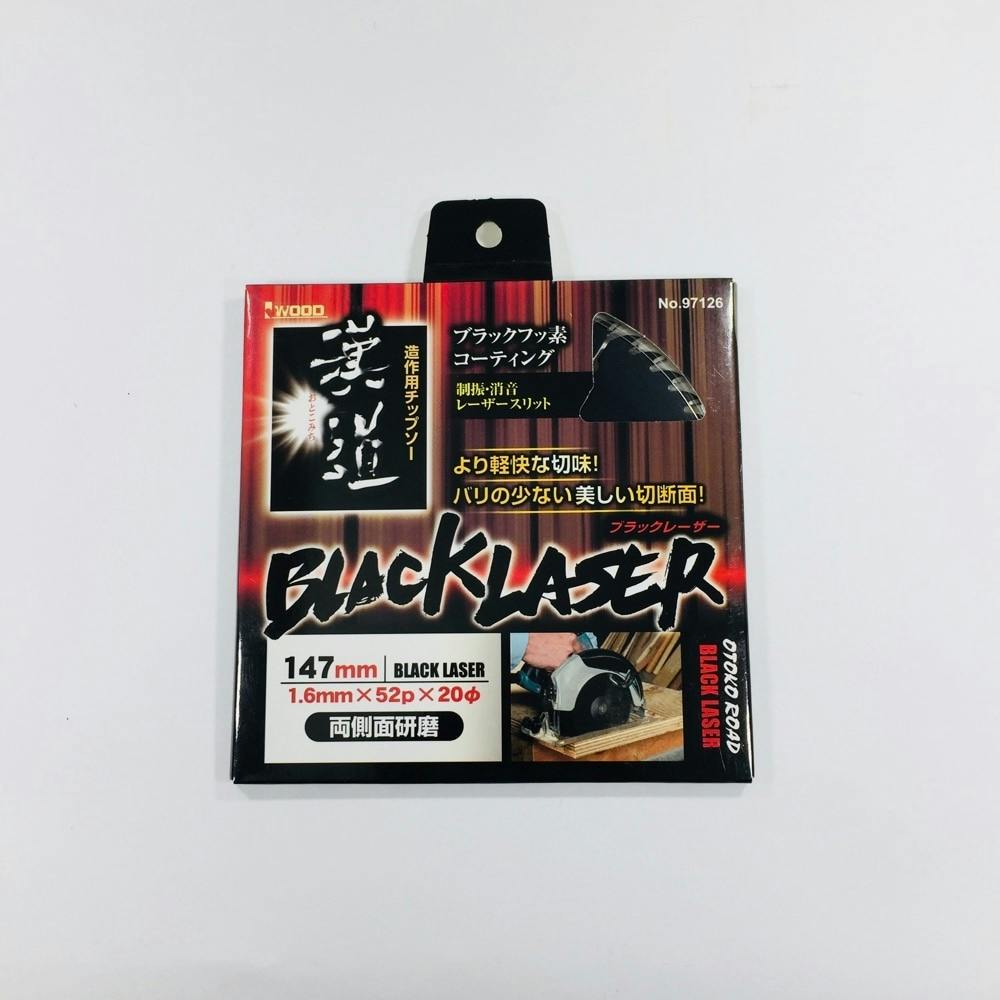 WOOD
No.97126
漢道
おとこみち
造作用チップソー
ブラックフッ素
コーティング
制振・消音
レーザースリット
より軽快な切味!
バリの少ない美しい切断面!
ブラックレーザー
BLACK LASER
147mm BLACK LASER
1.6mm×52p×20φ
両側面研磨
OTOKO ROAD
BLACK LASER